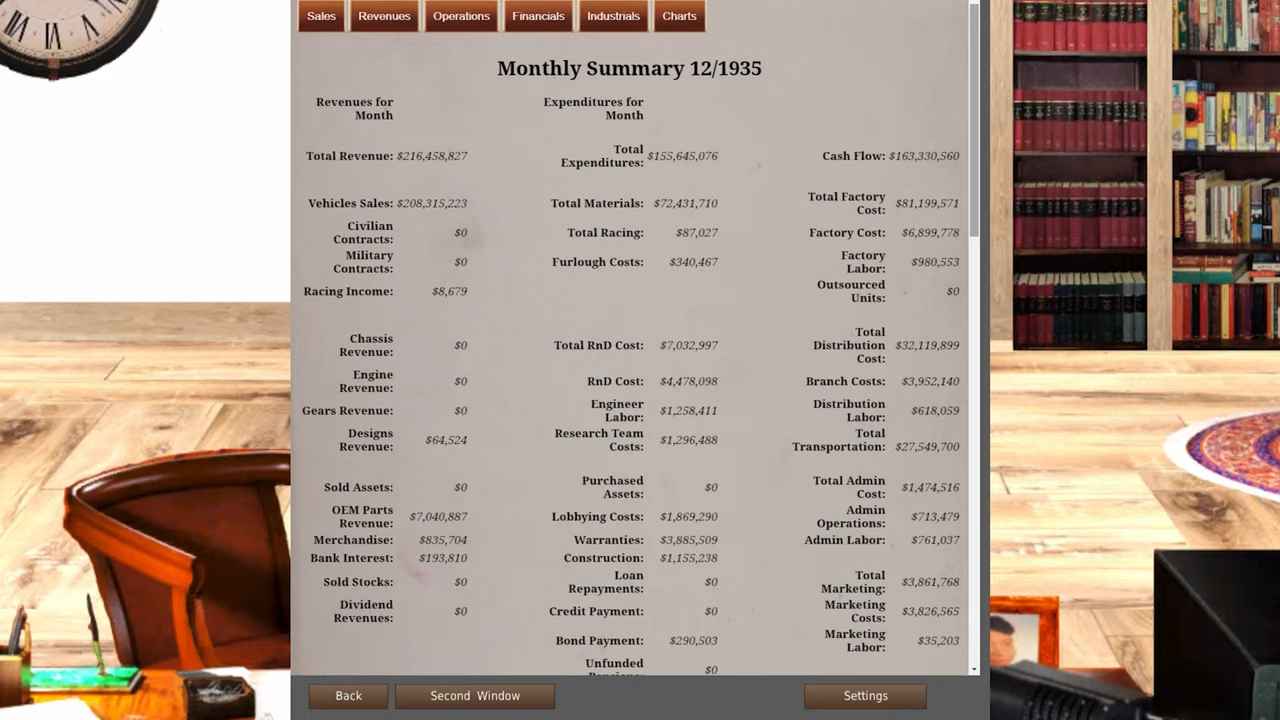 Sales Revenues Operations Financials Industrials Charts
Monthly Summary 12/1935
Revenues for Month
Expenditures for Month
Total Revenue: $216,458,827
Total Expenditures: $155,645,076
Cash Flow: $163,330,560
Vehicles Sales: $208,315,223
Total Materials: $72,431,710
Total Factory Cost: $81,199,571
Civilian Contracts: $0
Total Racing: $87,027
Factory Cost: $6,899,778
Military Contracts: $0
Furlough Costs: $340,467
Factory Labor: $980,553
Racing Income: $8,679
Outsourced Units: $0
Chassis Revenue: $0
Total RnD Cost: $7,032,997
Total Distribution Cost: $32,119,899
Engine Revenue: $0
RnD Cost: $4,478,098
Branch Costs: $3,952,140
Gears Revenue: $0
Engineer Labor: $1,258,411
Distribution Labor: $618,059
Designs Revenue: $64,524
Research Team Costs: $1,296,488
Total Transportation: $27,549,700
Sold Assets: $0
Purchased Assets: $0
Total Admin Cost: $1,474,516
OEM Parts Revenue: $7,040,887
Lobbying Costs: $1,869,290
Admin Operations: $713,479
Merchandise: $835,704
Warranties: $3,885,509
Admin Labor: $761,037
Bank Interest: $193,810
Construction: $1,155,238
Sold Stocks: $0
Loan Repayments: $0
Total Marketing: $3,861,768
Dividend Revenues: $0
Credit Payment: $0
Marketing Costs: $3,826,565
Bond Payment: $290,503
Marketing Labor: $35,203
Unfunded Pensions: $0
Back Second Window Settings